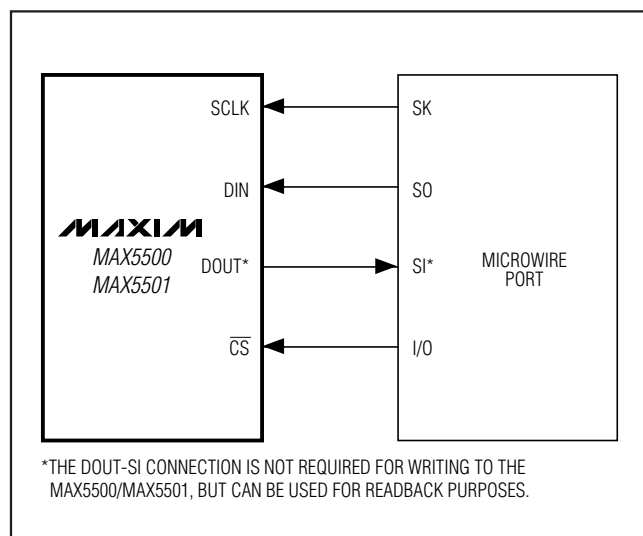 SCLK
SK
DIN
SO
MAXIM
MAX5500
MAX5501
DOUT*
SI*
MICROWIRE
PORT
CS
I/O
*THE DOUT-SI CONNECTION IS NOT REQUIRED FOR WRITING TO THE
MAX5500/MAX5501, BUT CAN BE USED FOR READBACK PURPOSES.